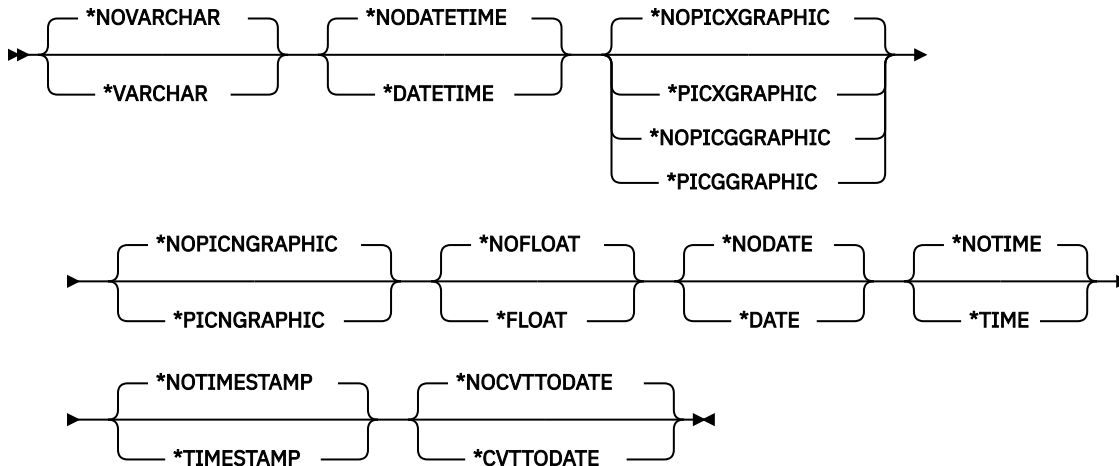 *NOVARCHAR *NODATETIME *NOPICXGRAPHIC
*VARCHAR *DATETIME *PICXGRAPHIC
*NOPICGGRAPHIC
*PICGGRAPHIC
*NOPICNGRAPHIC *NOFLOAT *NODATE *NOTIME
*PICNGRAPHIC *FLOAT *DATE *TIME
*NOTIMESTAMP *NOCVTTODATE
*TIMESTAMP *CVTTODATE